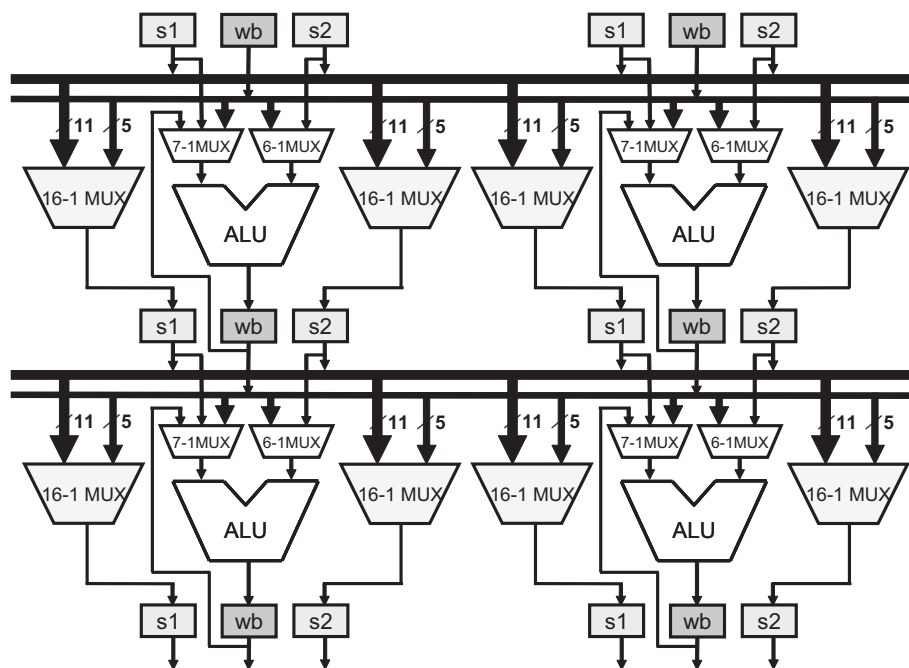 s1 wb s2 s1 wb s2
11 5 11 5 11 5 11 5
7-1MUX 6-1MUX 7-1MUX 6-1MUX
16-1 MUX 16-1 MUX 16-1 MUX 16-1 MUX
ALU ALU
s1 wb s2 s1 wb s2
11 5 11 5 11 5 11 5
7-1MUX 6-1MUX 7-1MUX 6-1MUX
16-1 MUX 16-1 MUX 16-1 MUX 16-1 MUX
ALU ALU
s1 wb s2 s1 wb s2